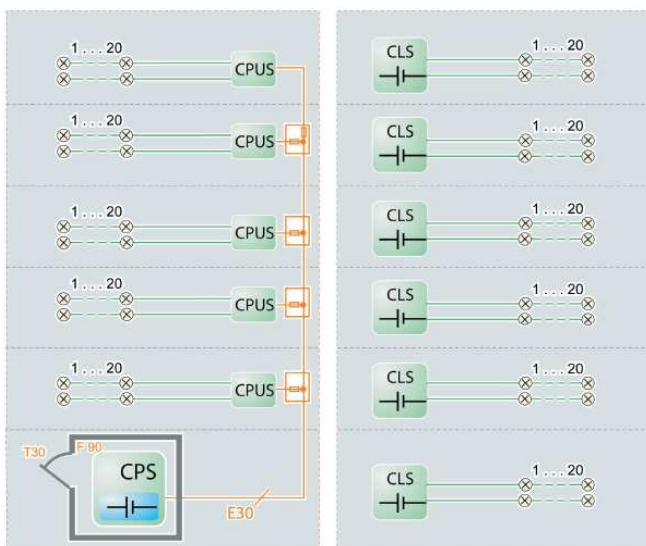 1 . . . 20
CPUS
1 . . . 20
CPUS
1 . . . 20
CPUS
1 . . . 20
CPUS
1 . . . 20
CPUS
T30
F 90
CPS
E30
CLS
1 . . . 20
CLS
1 . . . 20
CLS
1 . . . 20
CLS
1 . . . 20
CLS
1 . . . 20
CLS
1 . . . 20